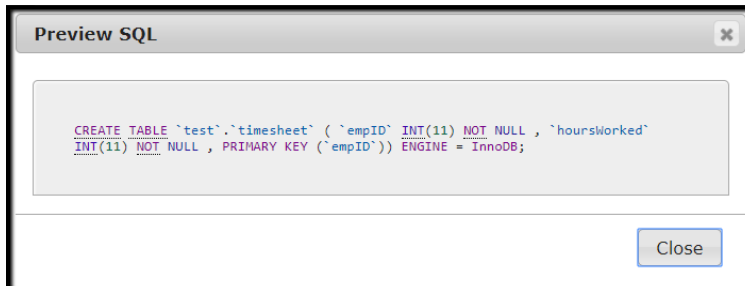 Preview SQL
CREATE TABLE `test`.`timesheet` ( `empID` INT(11) NOT NULL , `hoursWorked`
INT(11) NOT NULL , PRIMARY KEY (`empID`)) ENGINE = InnoDB;
Close